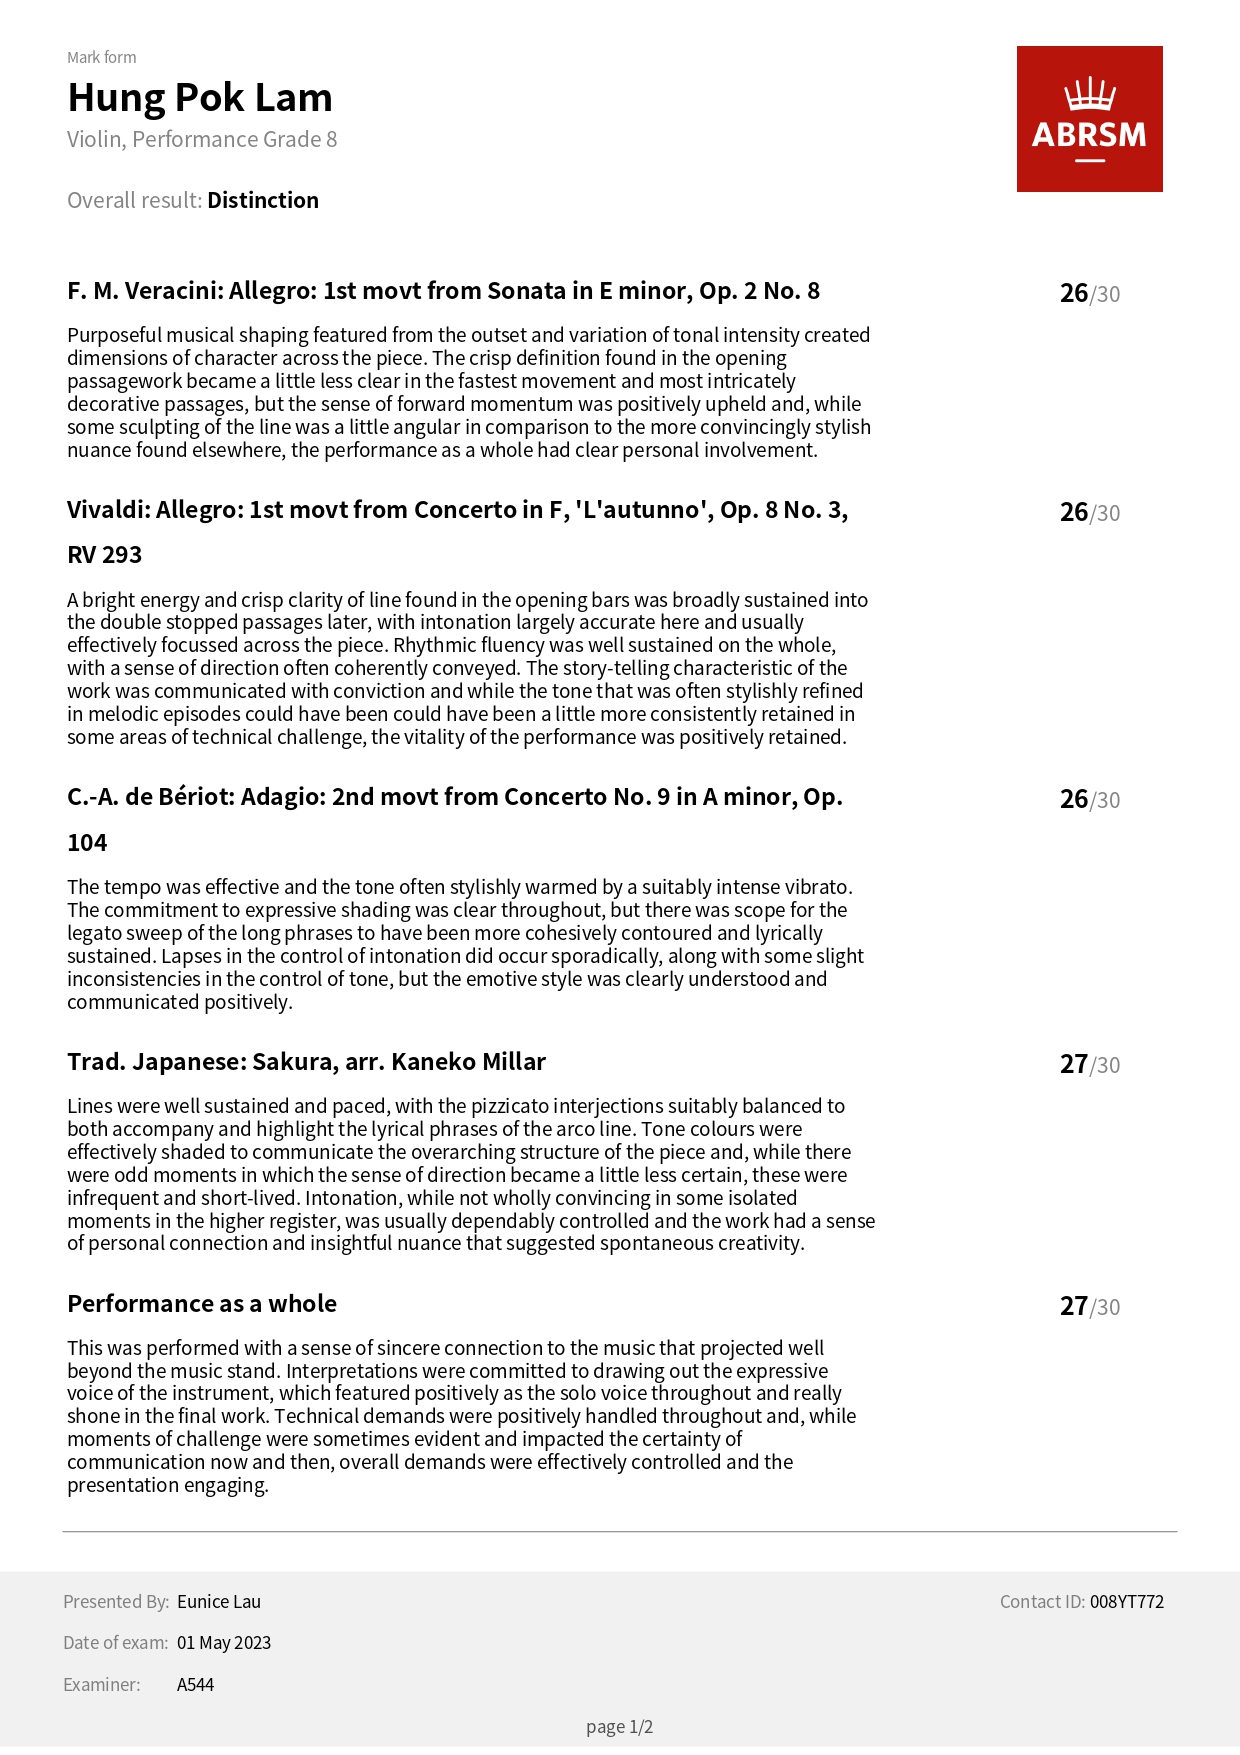 Mark form
Hung Pok Lam
Violin, Performance Grade 8
ABRSM
Overall result: Distinction
F. M. Veracini: Allegro: 1st movt from Sonata in E minor, Op. 2 No. 8
26/30
Purposeful musical shaping featured from the outset and variation of tonal intensity created
dimensions of character across the piece. The crisp definition found in the opening
passagework became a little less clear in the fastest movement and most intricately
decorative passages, but the sense of forward momentum was positively upheld and, while
some sculpting of the line was a little angular in comparison to the more convincingly stylish
nuance found elsewhere, the performance as a whole had clear personal involvement.
Vivaldi: Allegro: 1st movt from Concerto in F, 'L'autunno', Op. 8 No. 3,
26/30
RV 293
A bright energy and crisp clarity of line found in the opening bars was broadly sustained into
the double stopped passages later, with intonation largely accurate here and usually
effectively focussed across the piece. Rhythmic fluency was well sustained on the whole,
with a sense of direction often coherently conveyed. The story-telling characteristic of the
work was communicated with conviction and while the tone that was often stylishly refined
in melodic episodes could have been could have been a little more consistently retained in
some areas of technical challenge, the vitality of the performance was positively retained.
C.-A. de Bériot: Adagio: 2nd movt from Concerto No. 9 in A minor, Op.
26/30
104
The tempo was effective and the tone often stylishly warmed by a suitably intense vibrato.
The commitment to expressive shading was clear throughout, but there was scope for the
legato sweep of the long phrases to have been more cohesively contoured and lyrically
sustained. Lapses in the control of intonation did occur sporadically, along with some slight
inconsistencies in the control of tone, but the emotive style was clearly understood and
communicated positively.
Trad. Japanese: Sakura, arr. Kaneko Millar
27/30
Lines were well sustained and paced, with the pizzicato interjections suitably balanced to
both accompany and highlight the lyrical phrases of the arco line. Tone colours were
effectively shaded to communicate the overarching structure of the piece and, while there
were odd moments in which the sense of direction became a little less certain, these were
infrequent and short-lived. Intonation, while not wholly convincing in some isolated
moments in the higher register, was usually dependably controlled and the work had a sense
of personal connection and insightful nuance that suggested spontaneous creativity.
Performance as a whole
27/30
This was performed with a sense of sincere connection to the music that projected well
beyond the music stand. Interpretations were committed to drawing out the expressive
voice of the instrument, which featured positively as the solo voice throughout and really
shone in the final work. Technical demands were positively handled throughout and, while
moments of challenge were sometimes evident and impacted the certainty of
communication now and then, overall demands were effectively controlled and the
presentation engaging.
Presented By: Eunice Lau
Contact ID: 008YT772
Date of exam: 01 May 2023
Examiner: A544
page 1/2